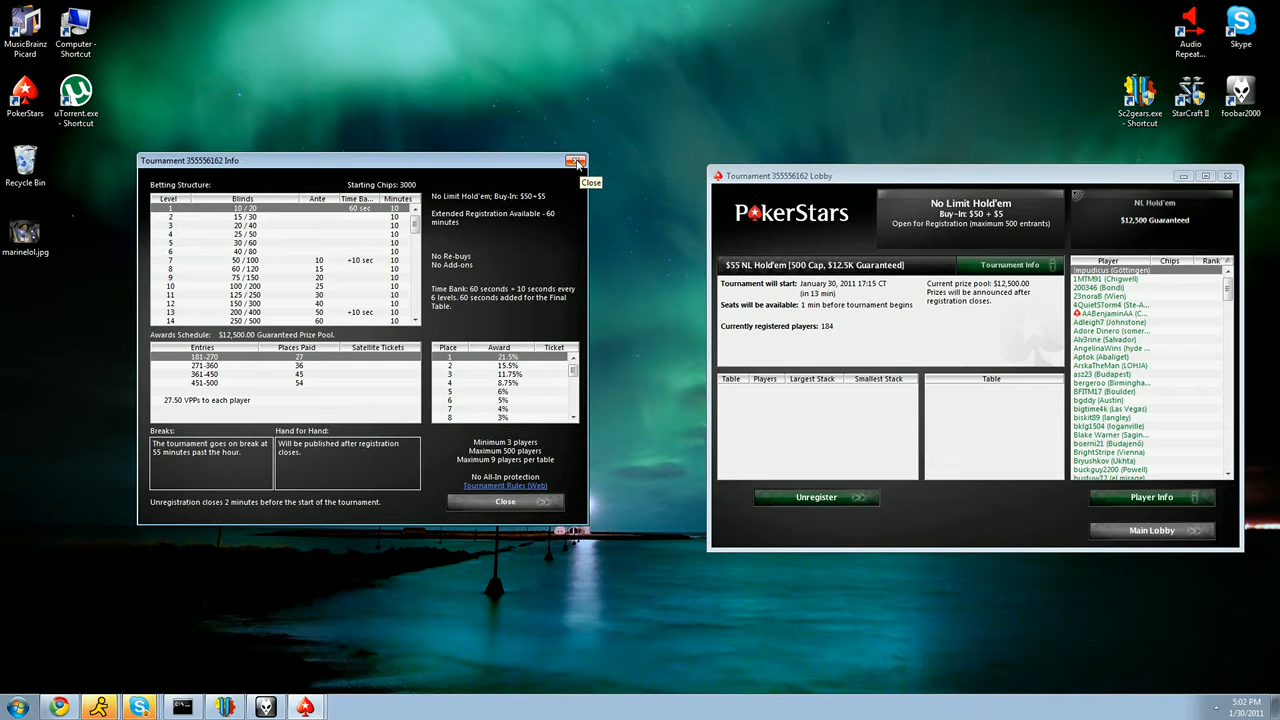 MusicBrainz
Picard
Computer -
Shortcut
Audio
Repeat...
Skype
PokerStars
uTorrent.exe
- Shortcut
Sc2gears.exe
- Shortcut
StarCraft II
foobar2000
Recycle Bin
marinelol.jpg
Tournament 355556162 Info
Close
Betting Structure:
Starting Chips: 3000
Level Blinds Ante Time Ba... Minutes
1 10 / 20 60 sec 10
2 15 / 30 10
3 20 / 40 10
4 25 / 50 10
5 30 / 60 10
6 40 / 80 10
7 50 / 100 10 +10 sec 10
8 60 / 120 15 10
9 75 / 150 20 10
10 100 / 200 25 10
11 125 / 250 30 10
12 150 / 300 40 10
13 200 / 400 50 +10 sec 10
14 250 / 500 60 10
No Limit Hold'em; Buy-In: $50+$5
Extended Registration Available - 60
minutes
No Re-buys
No Add-ons
Time Bank: 60 seconds + 10 seconds every
6 levels. 60 seconds added for the Final
Table.
Awards Schedule: $12,500.00 Guaranteed Prize Pool.
Entries Places Paid Satellite Tickets
181-270 27
271-360 36
361-450 45
451-500 54
27.50 VPPs to each player
Place Award Ticket
1 21.5%
2 15.5%
3 11.75%
4 8.75%
5 6%
6 5%
7 4%
8 3%
Breaks:
The tournament goes on break at
55 minutes past the hour.
Hand for Hand:
Will be published after registration
closes.
Minimum 3 players
Maximum 500 players
Maximum 9 players per table
No All-In protection
Tournament Rules (Web)
Unregistration closes 2 minutes before the start of the tournament.
Close
Tournament 355556162 Lobby
PokerStars
No Limit Hold'em
Buy-In: $50 + $5
Open for Registration (maximum 500 entrants)
NL Hold'em
$12,500 Guaranteed
$55 NL Hold'em [500 Cap, $12.5K Guaranteed]
Tournament Info
Tournament will start: January 30, 2011 17:15 CT
(in 13 min)
Seats will be available: 1 min before tournament begins
Currently registered players: 184
Current prize pool: $12,500.00
Prizes will be announced after
registration closes.
Table Players Largest Stack Smallest Stack
Table
Player Chips Rank
Impudicus (Göttingen)
1MTM91 (Chigwell)
200346 (Bondi)
23noraB (Wien)
4QuietSTorm4 (Ste-A...
AABenjaminAA (C...
Adleigh7 (Johnstone)
Adore Dinero (somer...
Alv3rine (Salvador)
AngelinaWins (hyde ...
Aptok (Abaliget)
ArskaTheMan (LOHJA)
asz23 (Budapest)
bergeroo (Birmingha...
BFITM17 (Boulder)
bgddy (Austin)
bigtime4k (Las Vegas)
biskit89 (langley)
bklg1504 (loganville)
Blake Warner (Sagin...
boerni21 (Budajenő)
BrightStripe (Vienna)
Bryushkov (Ukhta)
buckguy2200 (Powell)
Unregister
Player Info
Main Lobby
5:02 PM
1/30/2011